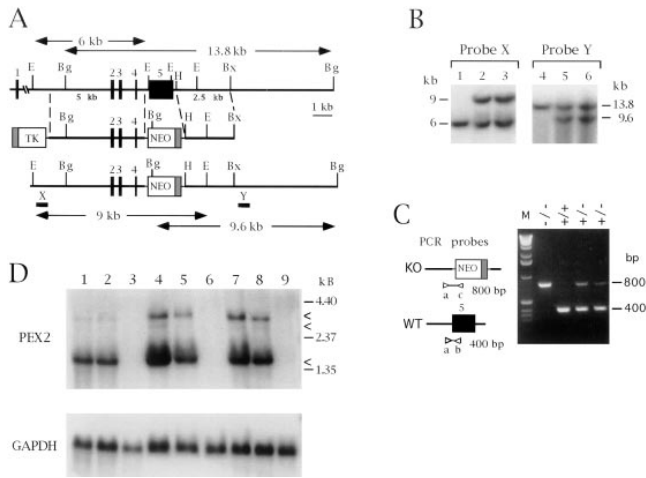 A
6 kb
13.8 kb
1 E Bg 2 3 4 E 5 E H E Bx Bg
5 kb 2.5 kb
1 kb
2 3 4 Bg H E Bx
TK NEO
E Bg 2 3 4 Bg H E Bx Bg
NEO
X Y
9 kb
9.6 kb
B
Probe X Probe Y
kb 1 2 3 4 5 6 kb
9 13.8
6 9.6
C
PCR probes
KO NEO
a c 800 bp
5
WT
a b 400 bp
M -/- +/+ -/+ -/+
bp
800
400
D
1 2 3 4 5 6 7 8 9 kB
4.40
PEX2
2.37
1.35
GAPDH